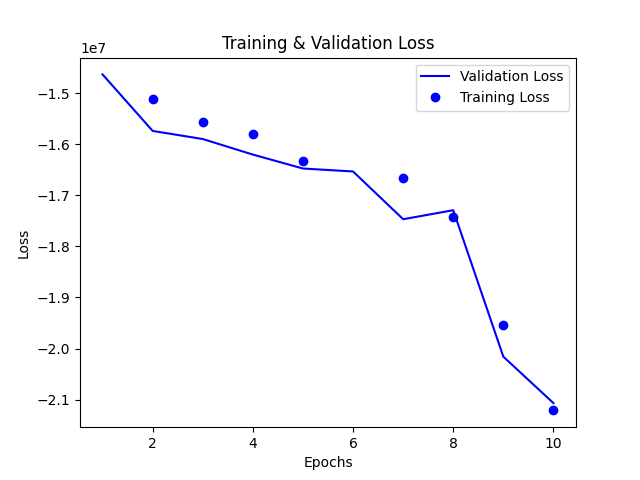 Training & Validation Loss
1e7
Validation Loss
Training Loss
−1.5
−1.6
−1.7
−1.8
−1.9
−2.0
−2.1
Loss
2
4
6
8
10
Epochs